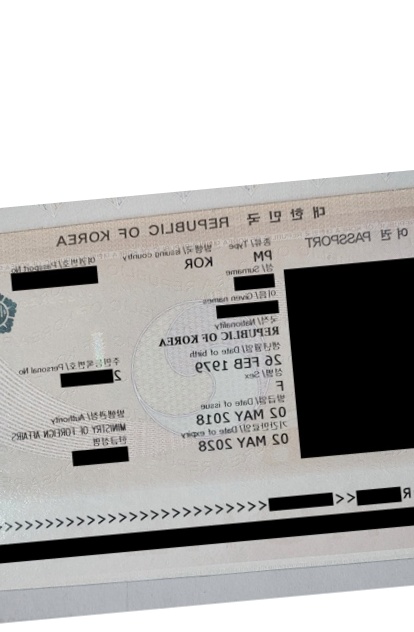 대한민국 REPUBLIC OF KOREA
여권 PASSPORT
종류/Type 발행국/Issuing country 여권번호/Passport No
PM KOR
성/Surname
이름/Given names
국적/Nationality
REPUBLIC OF KOREA
생년월일/Date of birth 주민등록번호/Personal No
26 FEB 1979 2
성별/Sex
F
발급일/Date of issue 발행관청/Authority
02 MAY 2018 MINISTRY OF FOREIGN AFFAIRS
기간만료일/Date of expiry 한글성명
02 MAY 2028